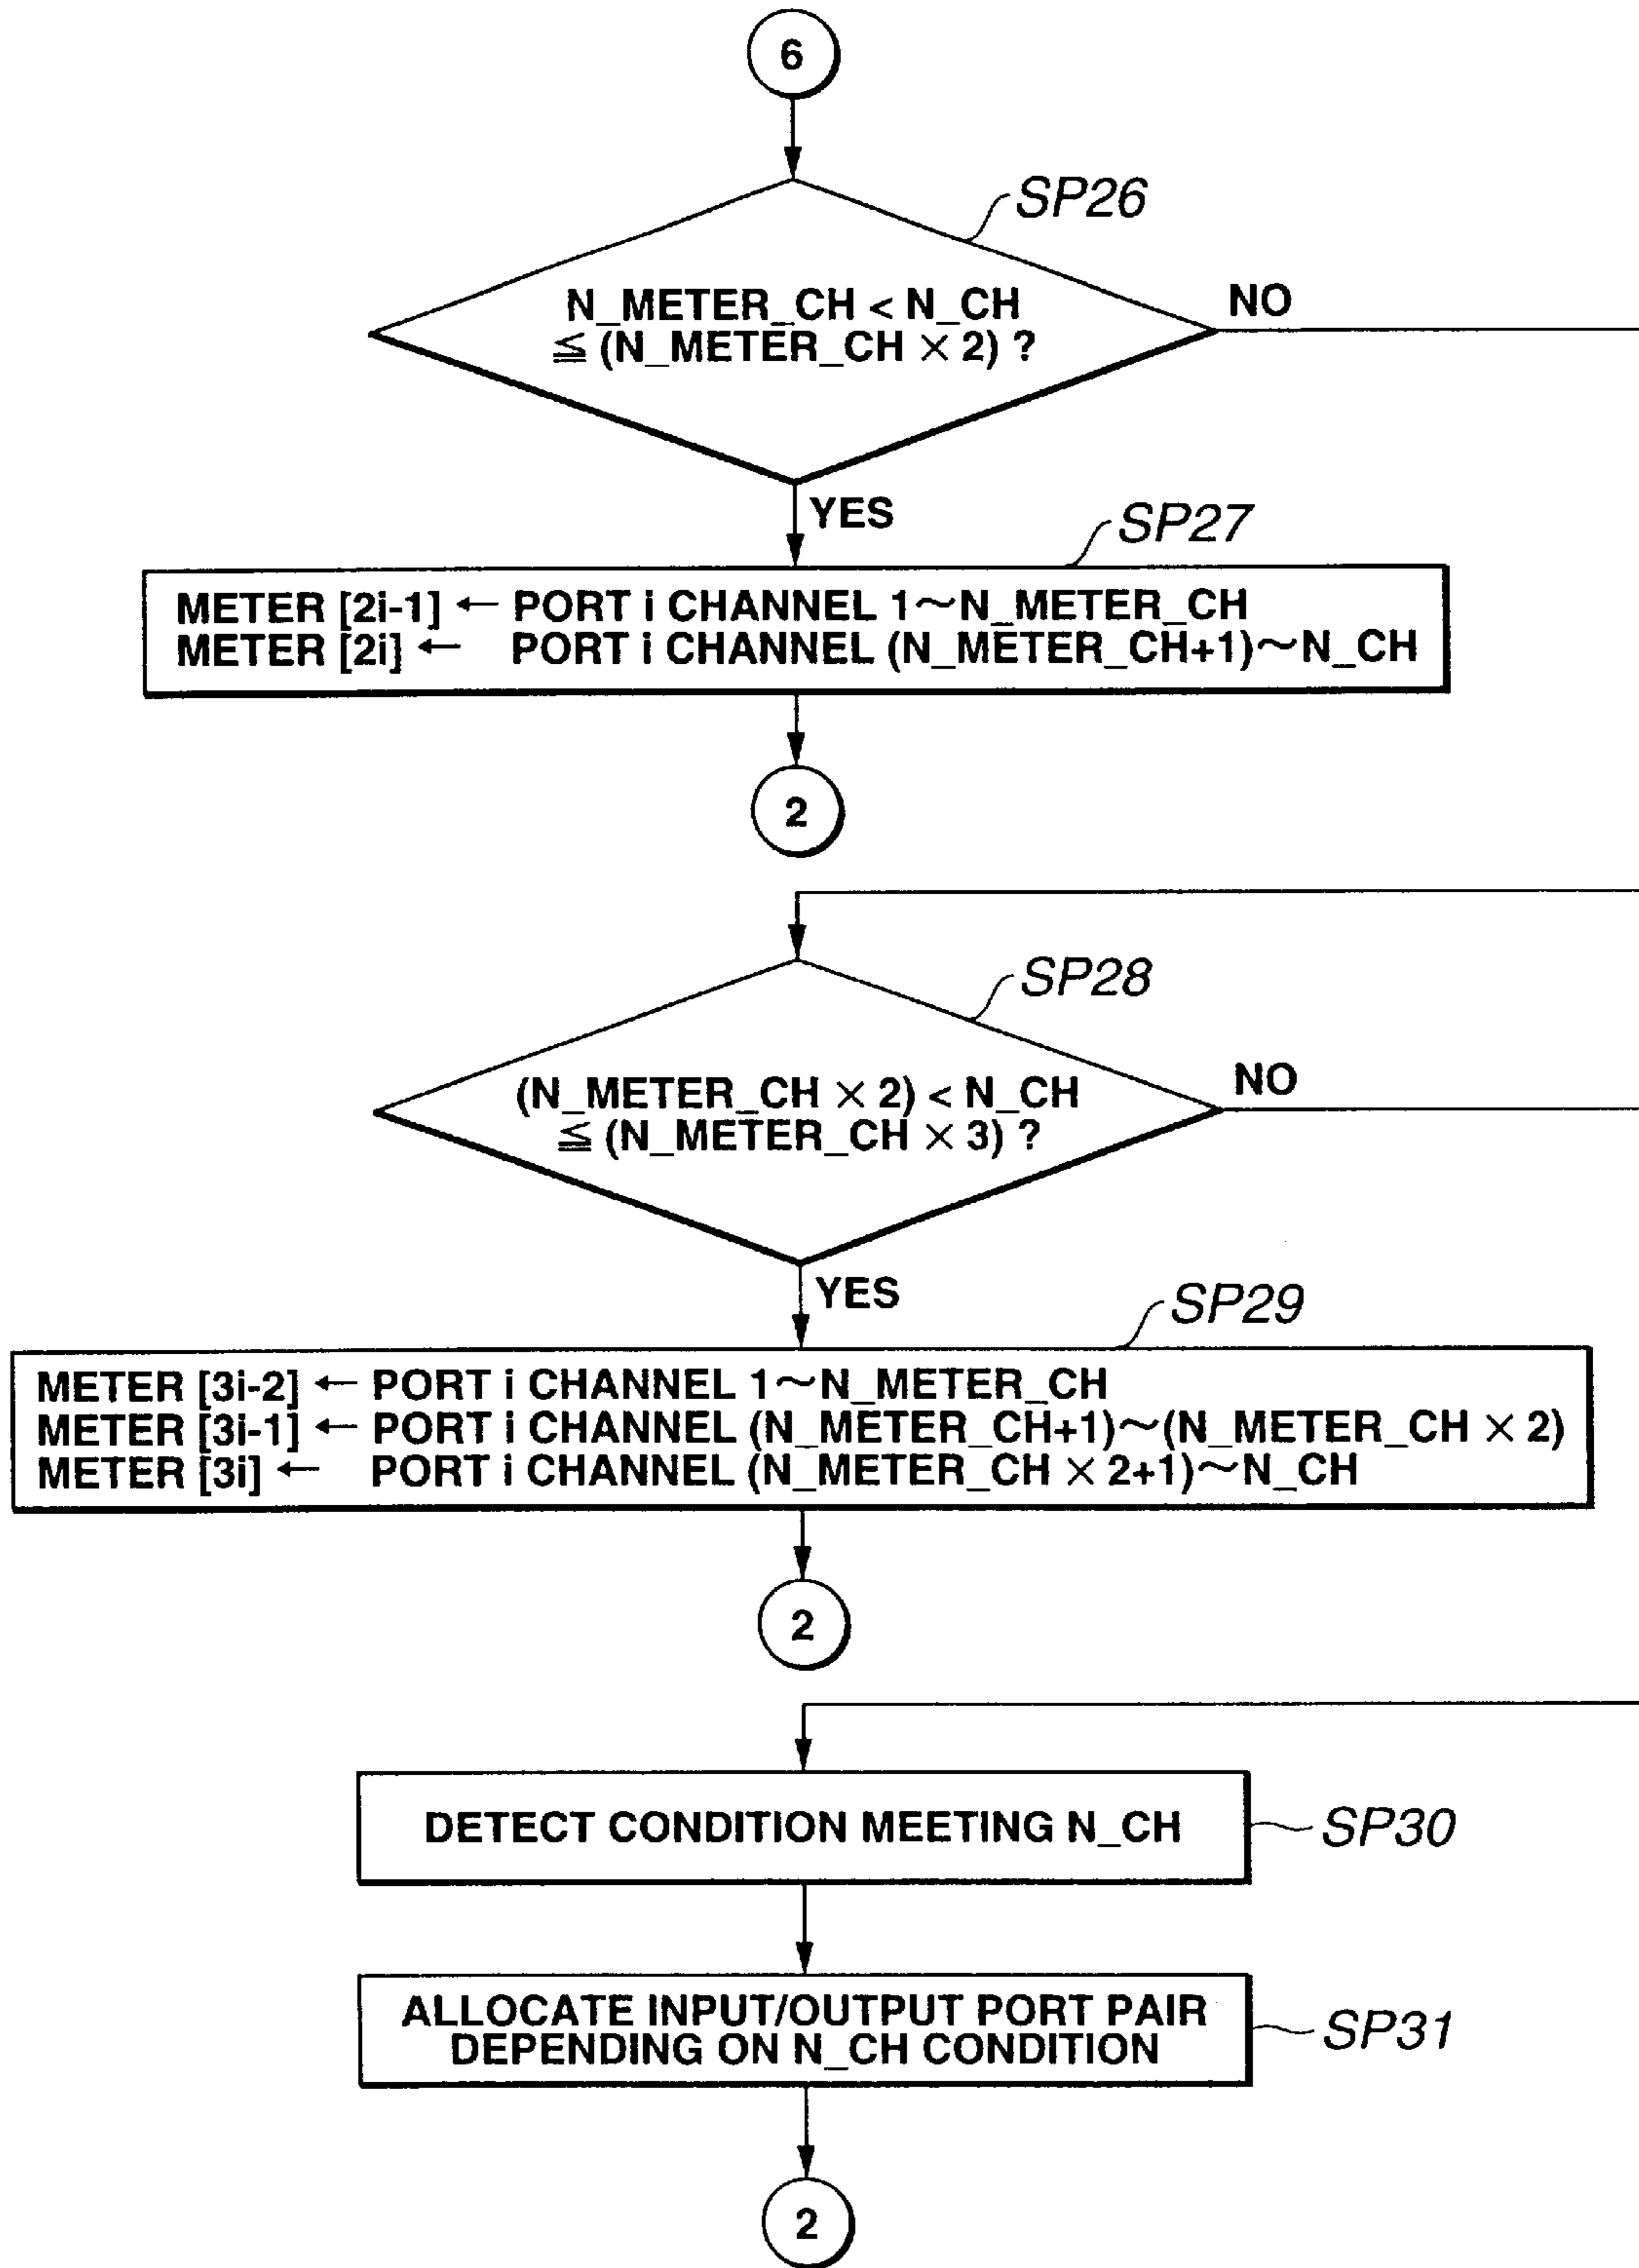 6
SP26
N_METER_CH < N_CH
≦ (N_METER_CH × 2) ?
NO
YES
SP27
METER [2i-1] ← PORT i CHANNEL 1~N_METER_CH
METER [2i] ← PORT i CHANNEL (N_METER_CH+1)~N_CH
2
SP28
(N_METER_CH × 2) < N_CH
≦ (N_METER_CH × 3) ?
NO
YES
SP29
METER [3i-2] ← PORT i CHANNEL 1~N_METER_CH
METER [3i-1] ← PORT i CHANNEL (N_METER_CH+1)~(N_METER_CH × 2)
METER [3i] ← PORT i CHANNEL (N_METER_CH × 2+1)~N_CH
2
DETECT CONDITION MEETING N_CH
SP30
ALLOCATE INPUT/OUTPUT PORT PAIR
DEPENDING ON N_CH CONDITION
SP31
2